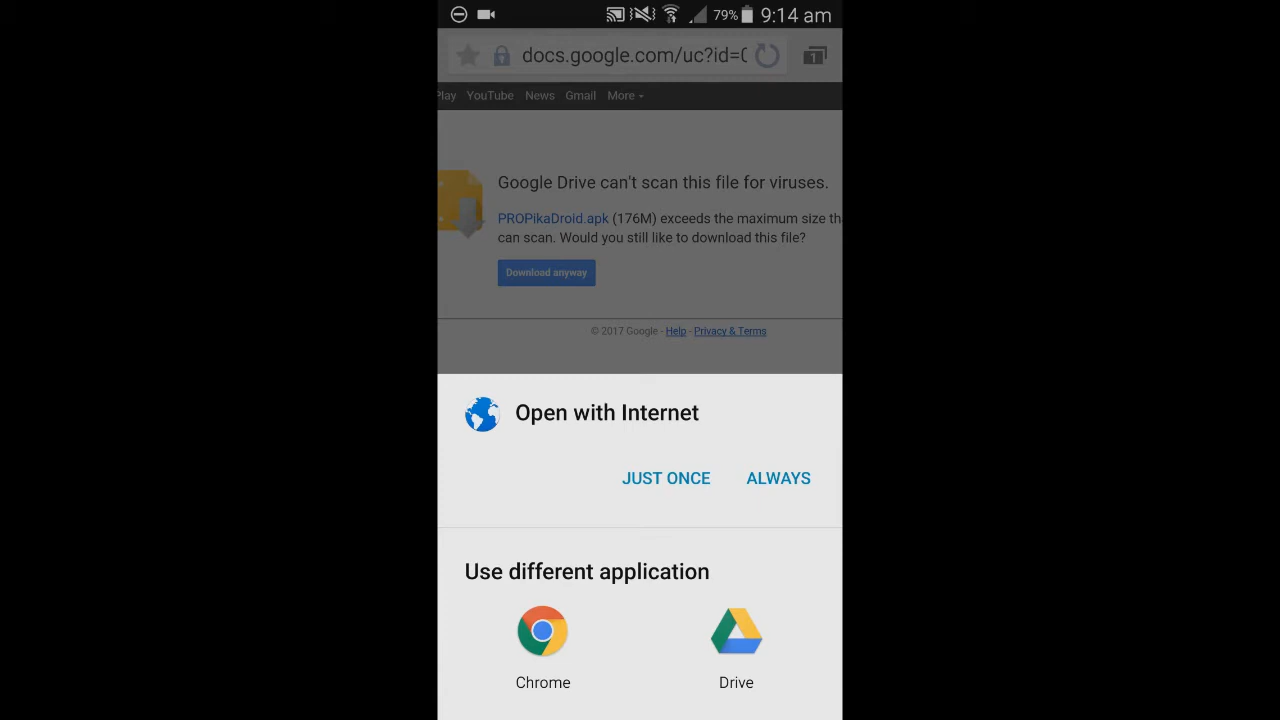 79% 9:14 am
docs.google.com/uc?id=
1
Play YouTube News Gmail More
Google Drive can't scan this file for viruses.
PROPikaDroid.apk (176M) exceeds the maximum size
can scan. Would you still like to download this file?
Download anyway
© 2017 Google - Help - Privacy & Terms
Open with Internet
JUST ONCE ALWAYS
Use different application
Chrome Drive